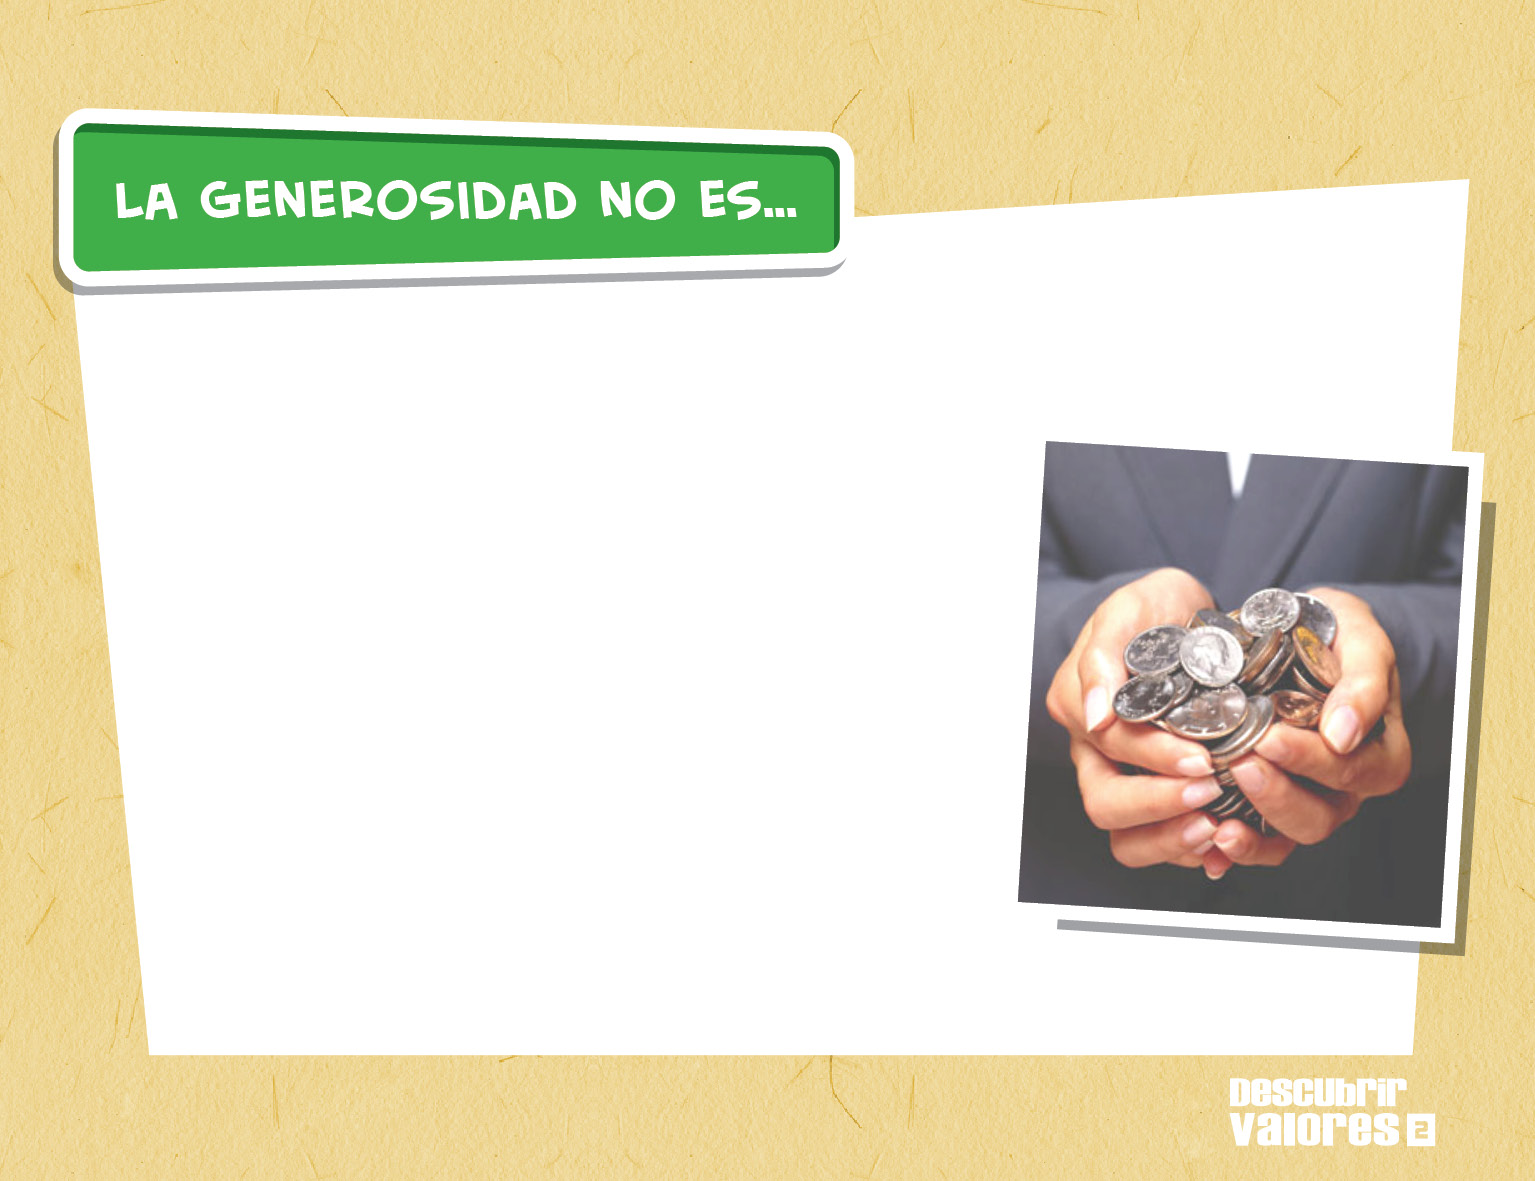 LA GENEROSIDAD NO ES...
Descubrir
valores 2